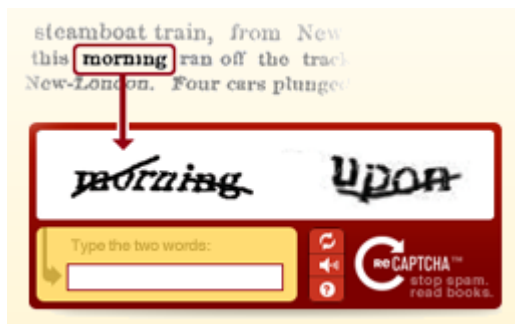 steamboat train, from New
this morning ran off the track
New-London. Four cars plunged
morning upon
Type the two words:
ReCAPTCHA™
stop spam.
read books.